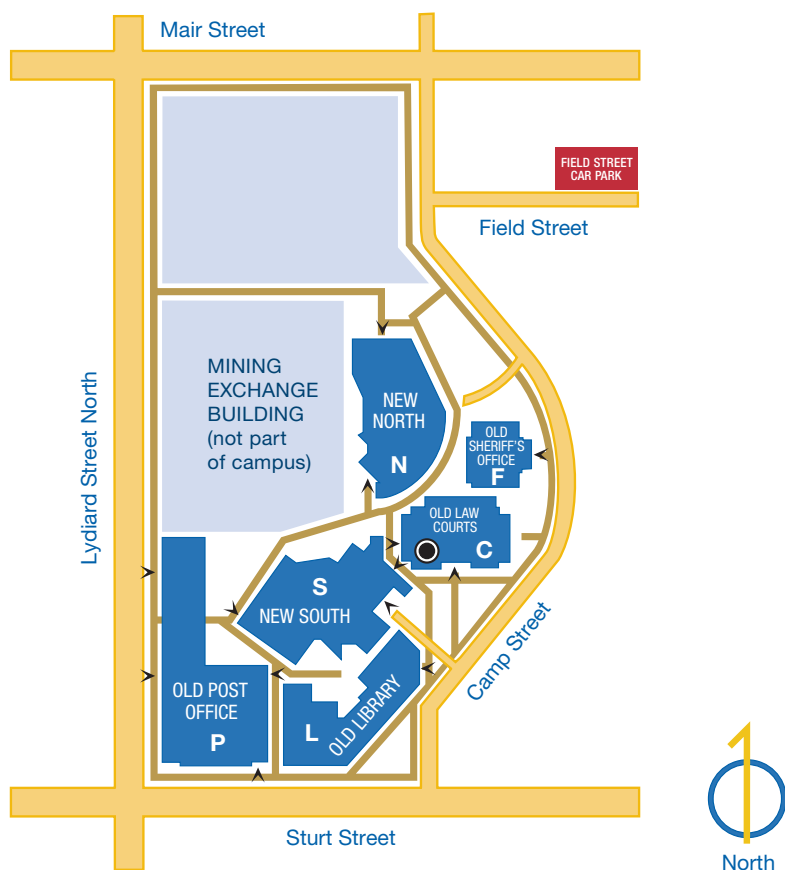 Mair Street
FIELD STREET
CAR PARK
Field Street
MINING
EXCHANGE
BUILDING
(not part
of campus)
NEW
NORTH
N
OLD
SHERIFF'S
OFFICE
F
OLD LAW
COURTS
C
Lydiard Street North
S
NEW SOUTH
Camp Street
OLD POST
OFFICE
P
L
OLD LIBRARY
Sturt Street
North